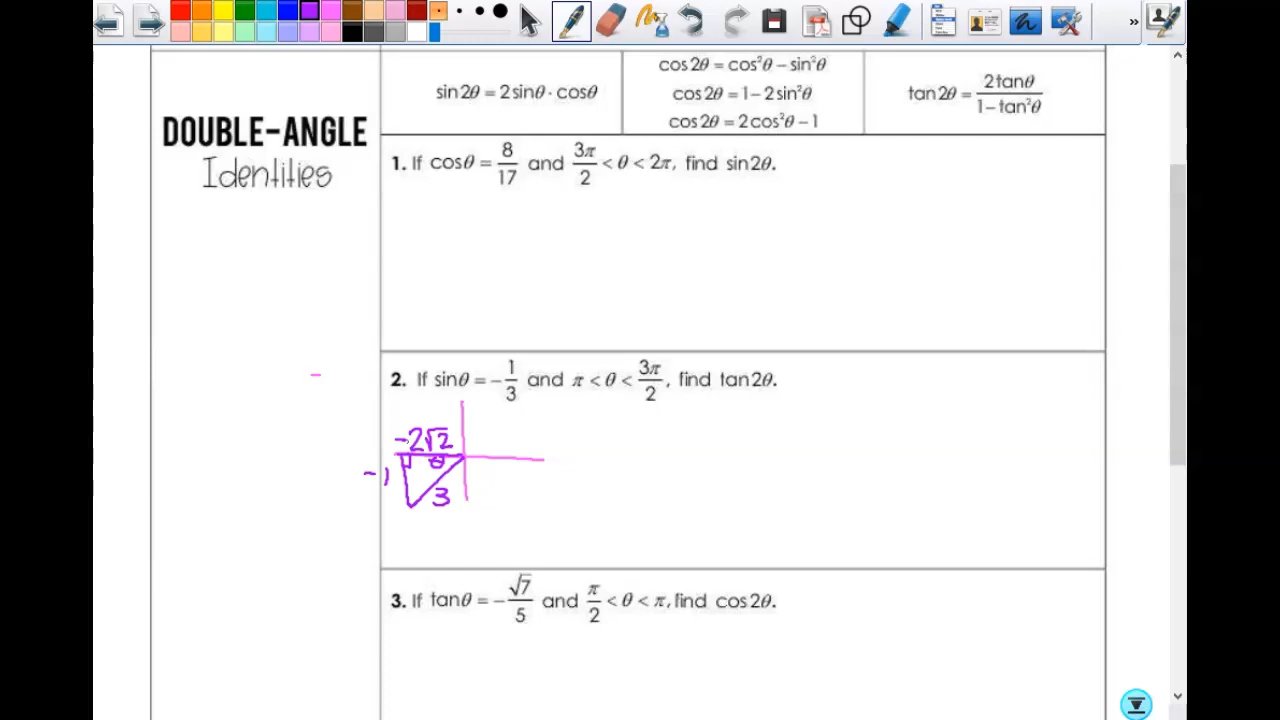 »
DOUBLE-ANGLE
Identities
sin2θ = 2sinθ · cosθ
cos2θ = cos²θ − sin²θ
cos2θ = 1 − 2sin²θ
cos2θ = 2cos²θ − 1
tan2θ = 2tanθ / 1 − tan²θ
1. If cosθ = 8/17 and 3π/2 < θ < 2π, find sin2θ.
2. If sinθ = −1/3 and π < θ < 3π/2, find tan2θ.
−2√2
−1
θ
3
3. If tanθ = −√7/5 and π/2 < θ < π, find cos2θ.